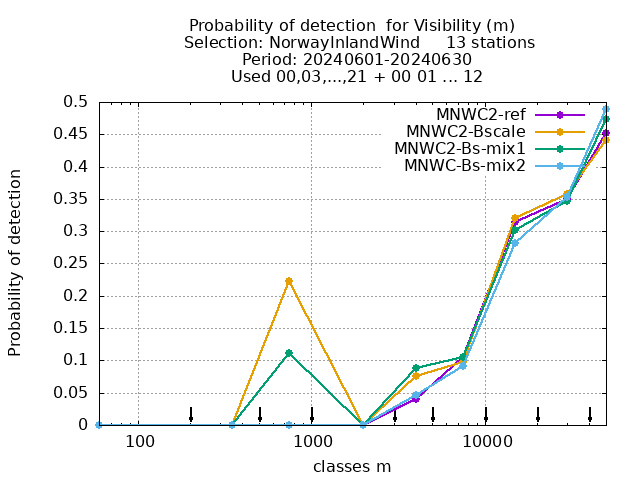 Probability of detection  for Visibility (m)
Selection: NorwayInlandWind     13 stations
Period: 20240601-20240630
Used 00,03,...,21 + 00 01 ... 12
MNWC2-ref
MNWC2-Bscale
MNWC2-Bs-mix1
MNWC-Bs-mix2
Probability of detection
0.5
0.45
0.4
0.35
0.3
0.25
0.2
0.15
0.1
0.05
0
100 1000 10000
classes m